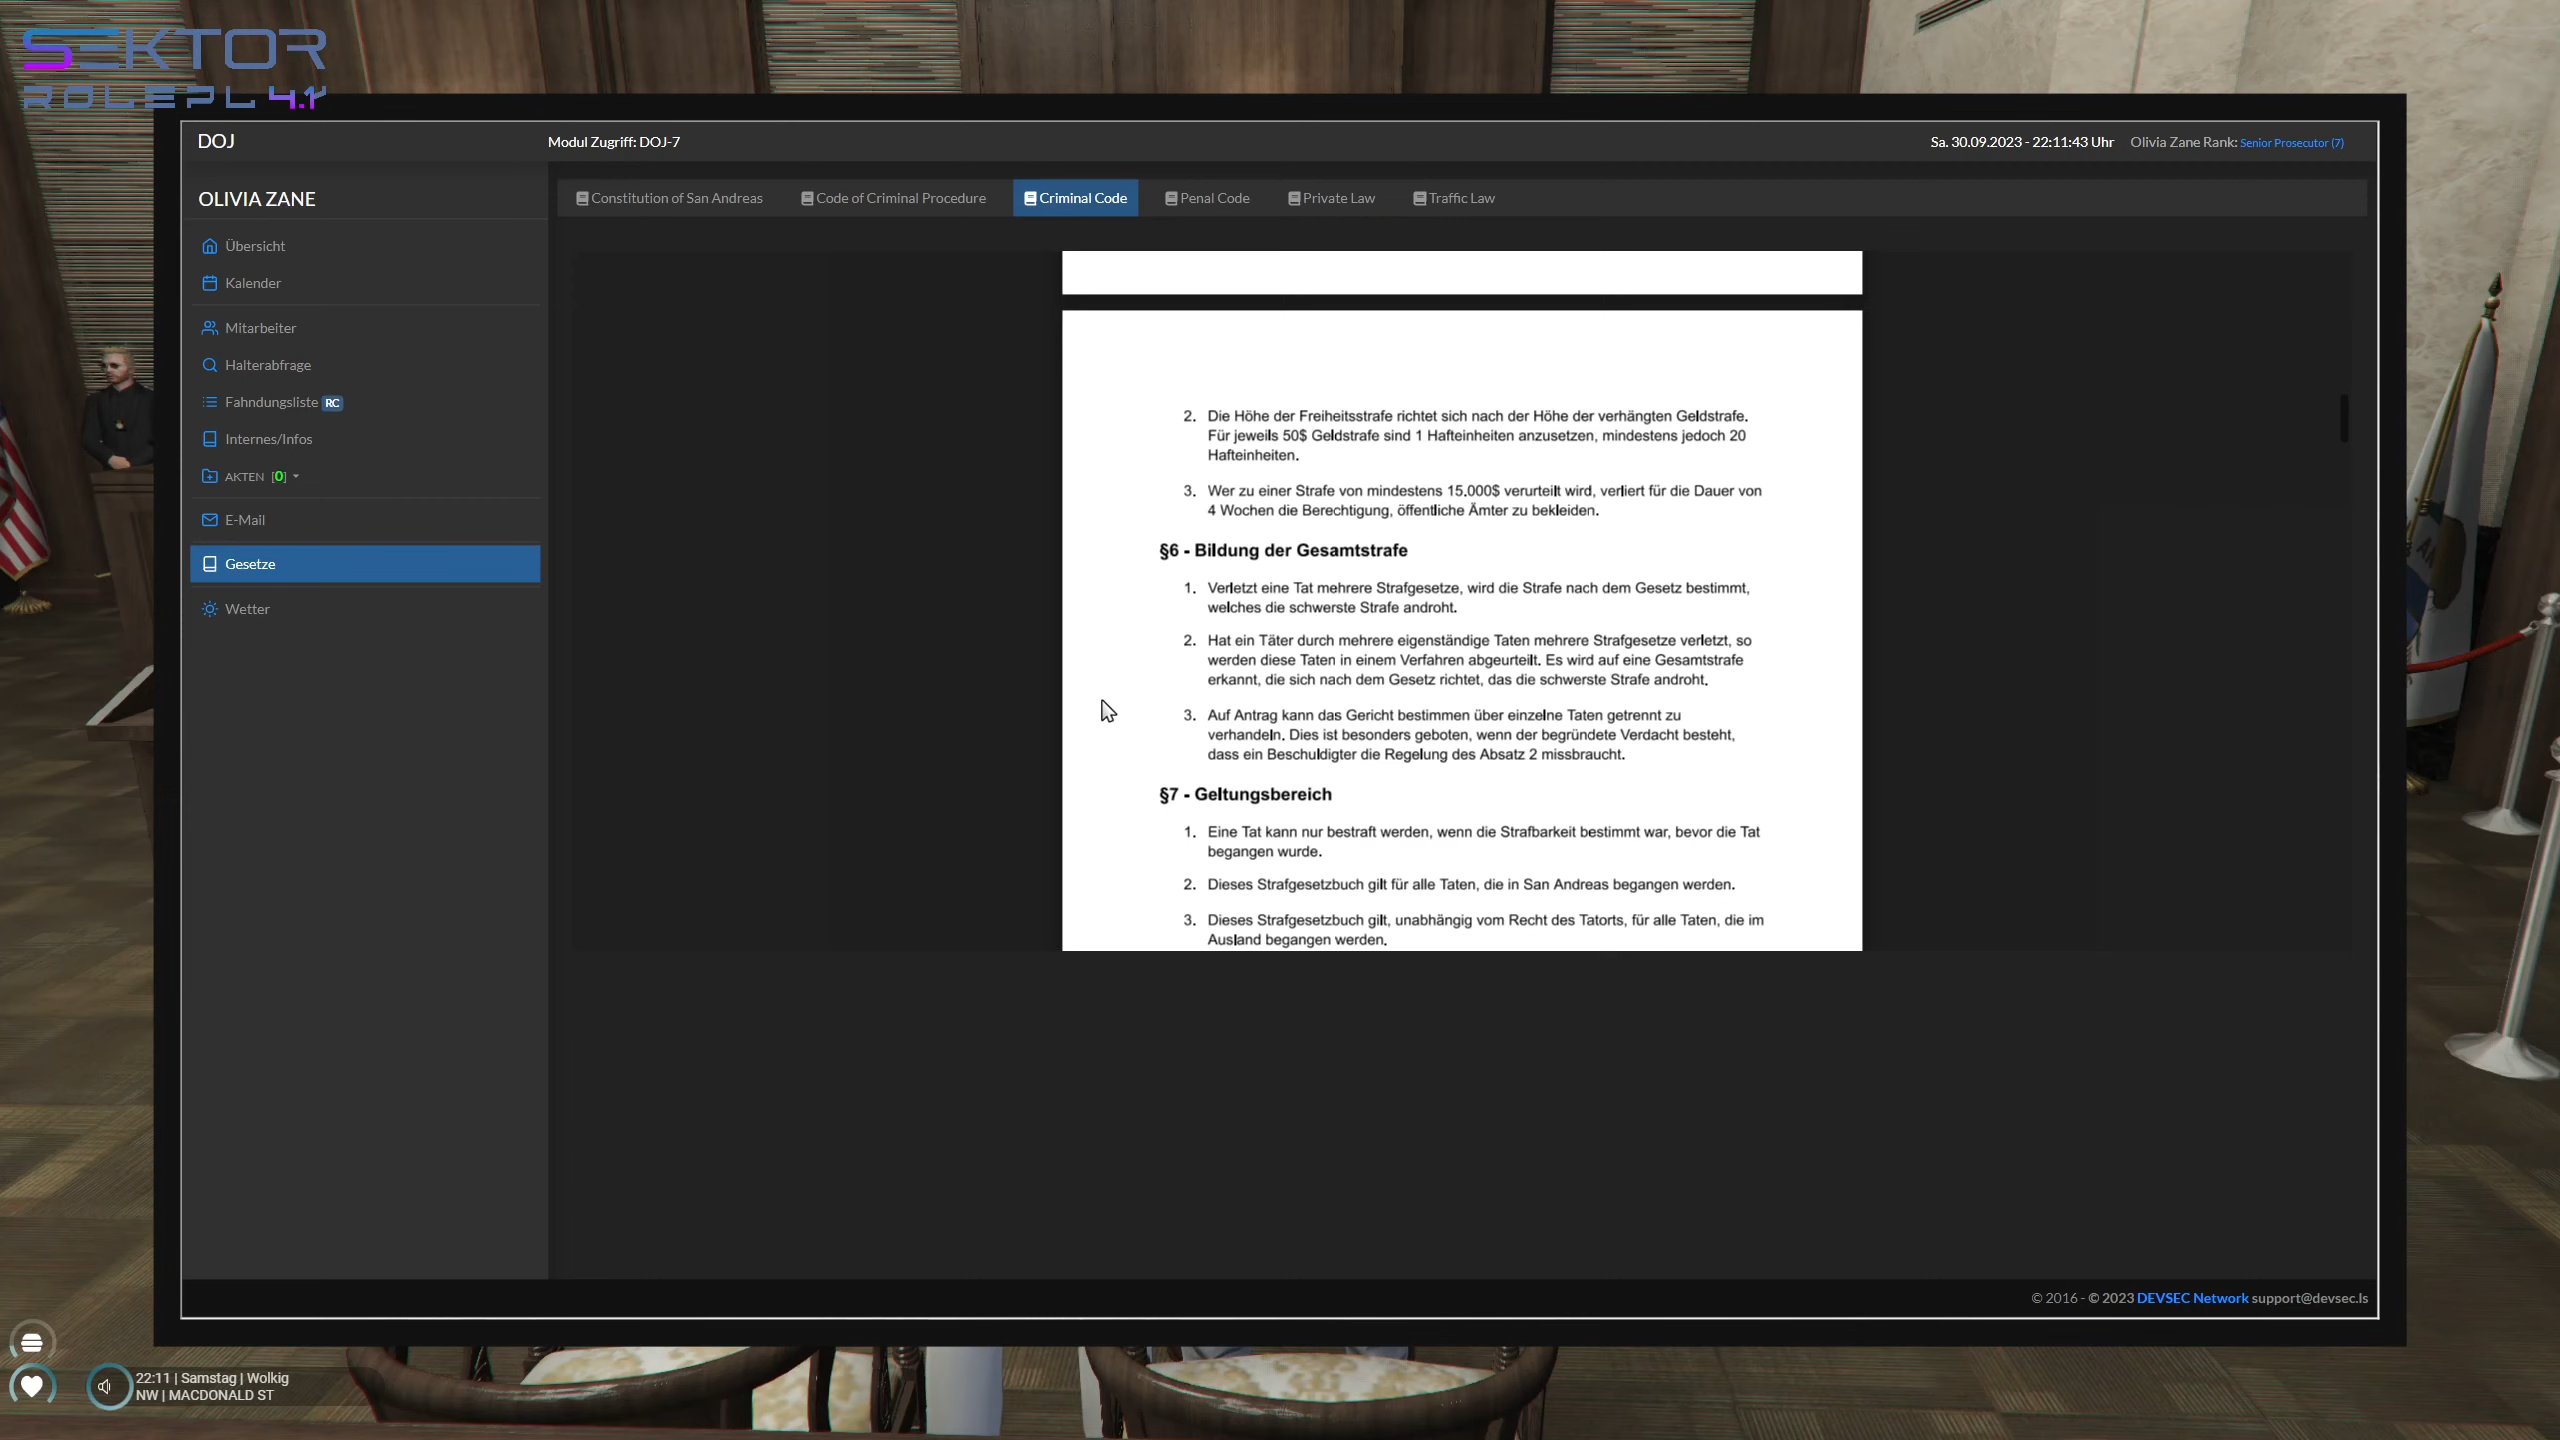 SEKTOR
ROLEPL4.Y
DOJ
Modul Zugriff: DOJ-7
Sa. 30.09.2023 - 22:11:43 Uhr
Olivia Zane Rank: Senior Prosecutor (7)
OLIVIA ZANE
Übersicht
Kalender
Mitarbeiter
Halterabfrage
Fahndungsliste RC
Internes/Infos
AKTEN [0]
E-Mail
Gesetze
Wetter
Constitution of San Andreas
Code of Criminal Procedure
Criminal Code
Penal Code
Private Law
Traffic Law
2. Die Höhe der Freiheitsstrafe richtet sich nach der Höhe der verhängten Geldstrafe.
Für jeweils 50$ Geldstrafe sind 1 Hafteinheiten anzusetzen, mindestens jedoch 20
Hafteinheiten.
3. Wer zu einer Strafe von mindestens 15.000$ verurteilt wird, verliert für die Dauer von
4 Wochen die Berechtigung, öffentliche Ämter zu bekleiden.
§6 - Bildung der Gesamtstrafe
1. Verletzt eine Tat mehrere Strafgesetze, wird die Strafe nach dem Gesetz bestimmt,
welches die schwerste Strafe androht.
2. Hat ein Täter durch mehrere eigenständige Taten mehrere Strafgesetze verletzt, so
werden diese Taten in einem Verfahren abgeurteilt. Es wird auf eine Gesamtstrafe
erkannt, die sich nach dem Gesetz richtet, das die schwerste Strafe androht.
3. Auf Antrag kann das Gericht bestimmen über einzelne Taten getrennt zu
verhandeln. Dies ist besonders geboten, wenn der begründete Verdacht besteht,
dass ein Beschuldigter die Regelung des Absatz 2 missbraucht.
§7 - Geltungsbereich
1. Eine Tat kann nur bestraft werden, wenn die Strafbarkeit bestimmt war, bevor die Tat
begangen wurde.
2. Dieses Strafgesetzbuch gilt für alle Taten, die in San Andreas begangen werden.
3. Dieses Strafgesetzbuch gilt, unabhängig vom Recht des Tatorts, für alle Taten, die im
Ausland begangen werden.
© 2016 - © 2023 DEVSEC Network support@devsec.ls
22:11 | Samstag | Wolkig
NW | MACDONALD ST